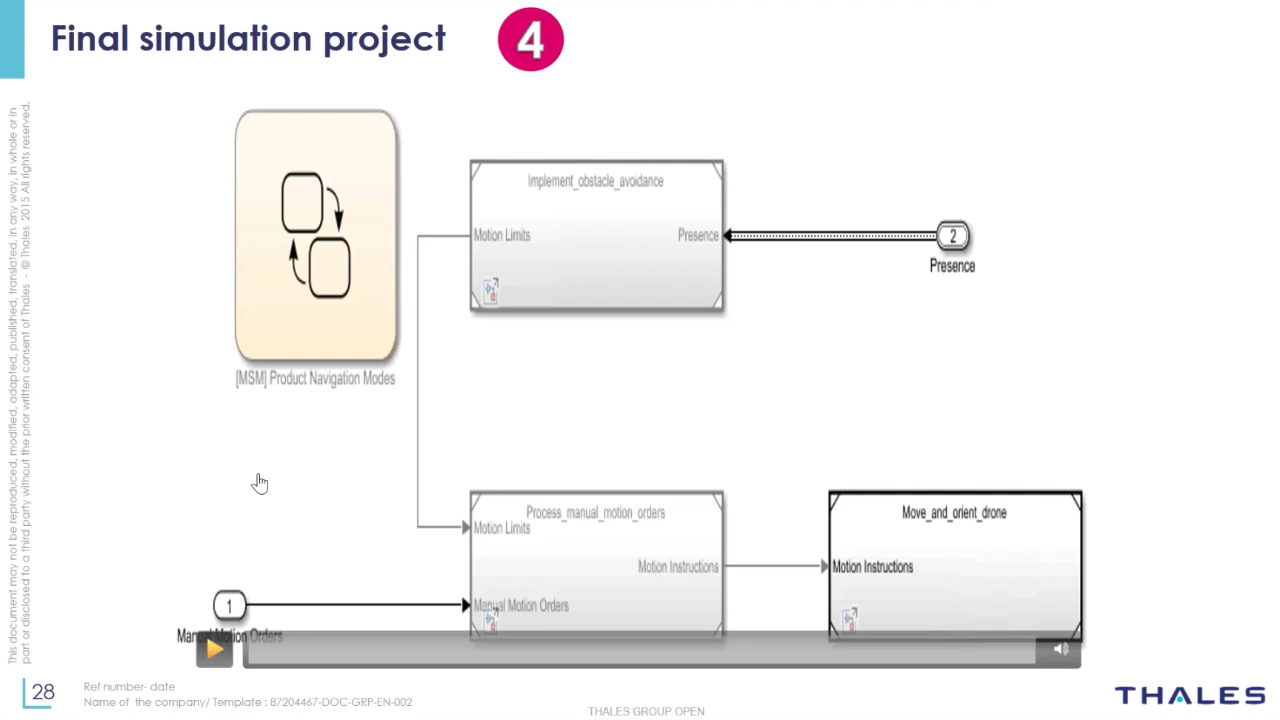 Final simulation project
4
This document may not be reproduced, modified, adapted, published, translated, in any way, in whole or in
part or disclosed to a third party without the prior written consent of Thales - @ Thales 2015 All rights reserved.
Implement_obstacle_avoidance
Motion Limits
Presence
2
Presence
[MSM] Product Navigation Modes
Process_manual_motion_orders
Motion Limits
Motion Instructions
Manual Motion Orders
Move_and_orient_drone
Motion Instructions
1
Manual Motion Orders
28
Ref number- date
Name of the company/ Template : 87204467-DOC-GRP-EN-002
THALES GROUP OPEN
THALES